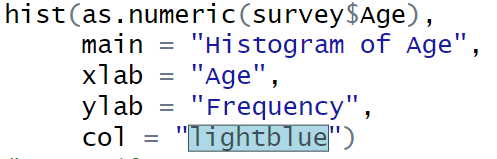 hist(as.numeric(survey$Age),
main = "Histogram of Age",
xlab = "Age",
ylab = "Frequency",
col = "lightblue")